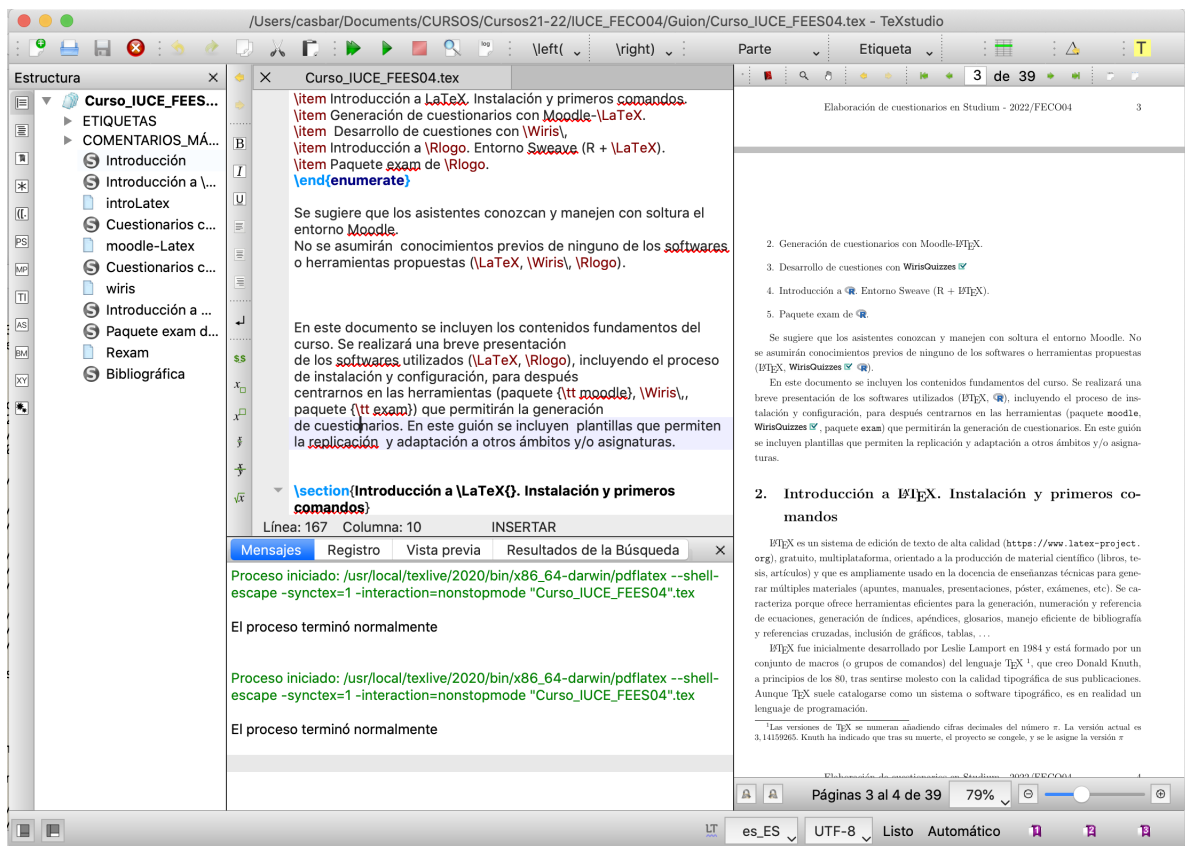 /Users/casbar/Documents/CURSOS/Cursos21-22/IUCE_FECO04/Guion/Curso_IUCE_FEES04.tex - TeXstudio
\left(
\right)
Parte
Etiqueta
T
Estructura
Curso_IUCE_FEES04.tex
3 de 39
Curso_IUCE_FEES...
ETIQUETAS
COMENTARIOS_MÁ...
Introducción
Introducción a \...
introLatex
Cuestionarios c...
moodle-Latex
Cuestionarios c...
wiris
Introducción a ...
Paquete exam d...
Rexam
Bibliográfica
PS
MP
TI
AS
BM
XY
B
I
U
$$
\item Introducción a LaTeX. Instalación y primeros comandos.
\item Generación de cuestionarios con Moodle-\LaTeX.
\item  Desarrollo de cuestiones con \Wiris\,
\item Introducción a \Rlogo. Entorno Sweave (R + \LaTeX).
\item Paquete exam de \Rlogo.
\end{enumerate}
Se sugiere que los asistentes conozcan y manejen con soltura el
entorno Moodle.
No se asumirán  conocimientos previos de ninguno de los softwares
o herramientas propuestas (\LaTeX, \Wiris\, \Rlogo).
En este documento se incluyen los contenidos fundamentos del
curso. Se realizará una breve presentación
de los softwares utilizados (\LaTeX, \Rlogo), incluyendo el proceso
de instalación y configuración, para después
centrarnos en las herramientas (paquete {\tt moodle}, \Wiris\,,
paquete {\tt exam}) que permitirán la generación
de cuestionarios. En este guión se incluyen  plantillas que permiten
la replicación  y adaptación a otros ámbitos y/o asignaturas.
\section{Introducción a \LaTeX{}. Instalación y primeros
comandos}
Línea: 167 Columna: 10 INSERTAR
Mensajes Registro Vista previa Resultados de la Búsqueda
Proceso iniciado: /usr/local/texlive/2020/bin/x86_64-darwin/pdflatex --shell-
escape -synctex=1 -interaction=nonstopmode "Curso_IUCE_FEES04".tex
El proceso terminó normalmente
Proceso iniciado: /usr/local/texlive/2020/bin/x86_64-darwin/pdflatex --shell-
escape -synctex=1 -interaction=nonstopmode "Curso_IUCE_FEES04".tex
El proceso terminó normalmente
Elaboración de cuestionarios en Studium - 2022/FECO04 3
2. Generación de cuestionarios con Moodle-LATEX.
3. Desarrollo de cuestiones con WirisQuizzes
4. Introducción a R. Entorno Sweave (R + LATEX).
5. Paquete exam de R.
Se sugiere que los asistentes conozcan y manejen con soltura el entorno Moodle. No
se asumirán conocimientos previos de ninguno de los softwares o herramientas propuestas
(LATEX, WirisQuizzes R).
En este documento se incluyen los contenidos fundamentos del curso. Se realizará una
breve presentación de los softwares utilizados (LATEX, R), incluyendo el proceso de ins-
talación y configuración, para después centrarnos en las herramientas (paquete moodle,
WirisQuizzes , paquete exam) que permitirán la generación de cuestionarios. En este guión
se incluyen plantillas que permiten la replicación y adaptación a otros ámbitos y/o asigna-
turas.
2. Introducción a LATEX. Instalación y primeros co-
mandos
LATEX es un sistema de edición de texto de alta calidad (https://www.latex-project.
org), gratuito, multiplataforma, orientado a la producción de material científico (libros, te-
sis, artículos) y que es ampliamente usado en la docencia de enseñanzas técnicas para gene-
rar múltiples materiales (apuntes, manuales, presentaciones, póster, exámenes, etc). Se ca-
racteriza porque ofrece herramientas eficientes para la generación, numeración y referencia
de ecuaciones, generación de índices, apéndices, glosarios, manejo eficiente de bibliografía
y referencias cruzadas, inclusión de gráficos, tablas, ...
LATEX fue inicialmente desarrollado por Leslie Lamport en 1984 y está formado por un
conjunto de macros (o grupos de comandos) del lenguaje TEX 1, que creo Donald Knuth,
a principios de los 80, tras sentirse molesto con la calidad tipográfica de sus publicaciones.
Aunque TEX suele catalogarse como un sistema o software tipográfico, es en realidad un
lenguaje de programación.
1Las versiones de TEX se numeran añadiendo cifras decimales del número π. La versión actual es
3,14159265. Knuth ha indicado que tras su muerte, el proyecto se congele, y se le asigne la versión π
Elaboración de cuestionarios en Studium - 2022/FECO04 4
Páginas 3 al 4 de 39 79%
LT es_ES UTF-8 Listo Automático 1 2 3